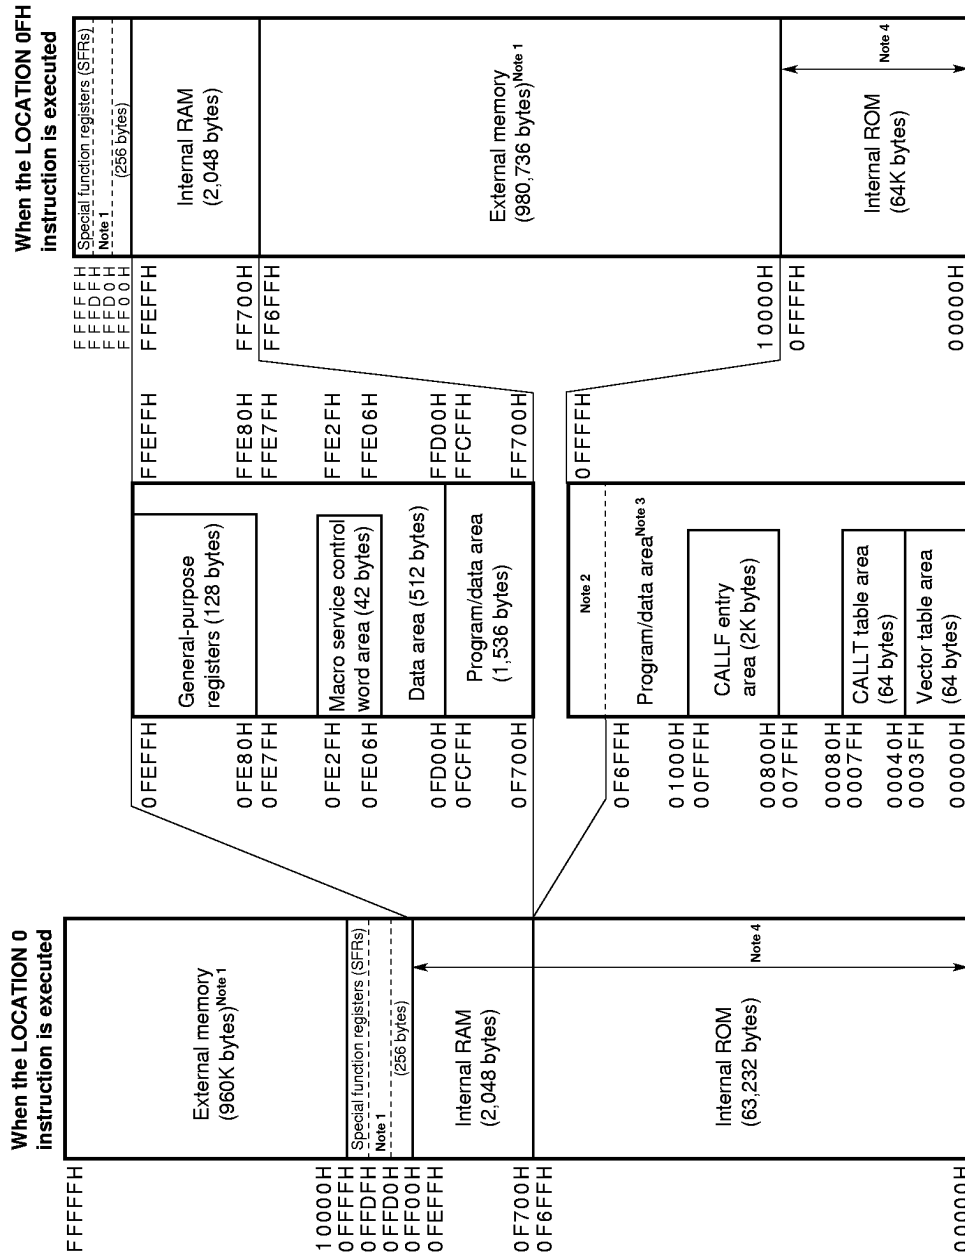 When the LOCATION 0
instruction is executed
FFFFFH
10000H
0FFFFH
0FFDFH
0FFD0H
0FF00H
0FEFFH
0F700H
0F6FFH
00000H
External memory
(960K bytes)Note 1
Special function registers (SFRs)
Note 1
(256 bytes)
Internal RAM
(2,048 bytes)
Note 4
Internal ROM
(63,232 bytes)
0FEFFH
0FE80H
0FE7FH
0FE2FH
0FE06H
0FD00H
0FCFFH
0F700H
0F6FFH
01000H
00FFFH
00800H
007FFH
00080H
0007FH
00040H
0003FH
00000H
General-purpose
registers (128 bytes)
Macro service control
word area (42 bytes)
Data area (512 bytes)
Program/data area
(1,536 bytes)
Note 2
Program/data areaNote 3
CALLF entry
area (2K bytes)
CALLT table area
(64 bytes)
Vector table area
(64 bytes)
FFEFFH
FFE80H
FFE7FH
FFE2FH
FFE06H
FFD00H
FFCFFH
FF700H
0FFFFH
When the LOCATION 0FH
instruction is executed
FFFFFH
FFFDFH
FFFD0H
FFF00H
FFEFFH
FF700H
FF6FFH
10000H
0FFFFH
00000H
Special function registers (SFRs)
Note 1
(256 bytes)
Internal RAM
(2,048 bytes)
External memory
(980,736 bytes)Note 1
Internal ROM
(64K bytes)
Note 4